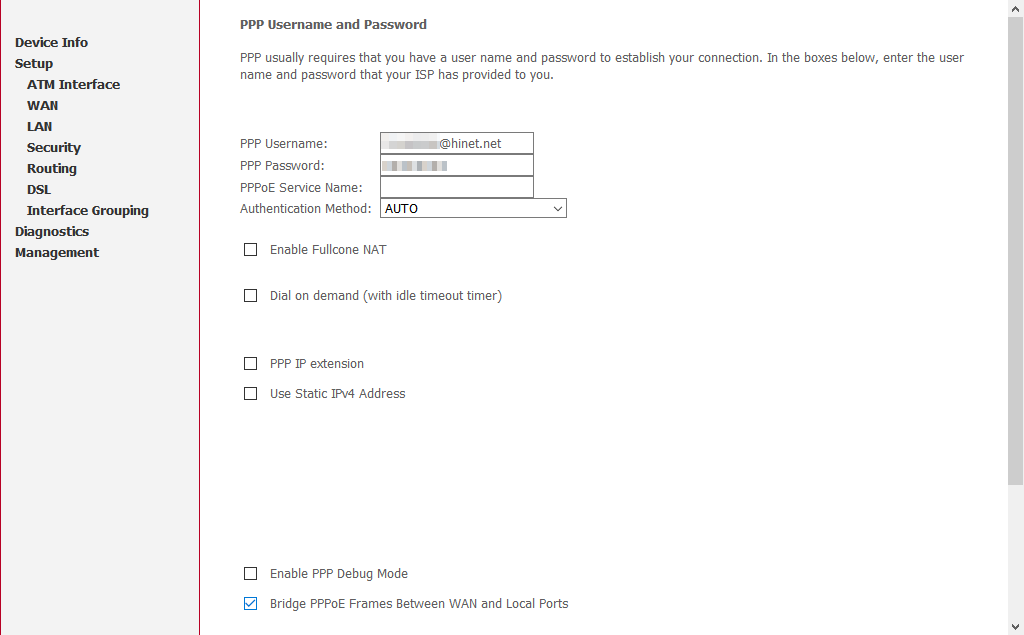 Device Info
Setup
ATM Interface
WAN
LAN
Security
Routing
DSL
Interface Grouping
Diagnostics
Management
PPP Username and Password
PPP usually requires that you have a user name and password to establish your connection. In the boxes below, enter the user
name and password that your ISP has provided to you.
PPP Username: @hinet.net
PPP Password:
PPPoE Service Name:
Authentication Method: AUTO
Enable Fullcone NAT
Dial on demand (with idle timeout timer)
PPP IP extension
Use Static IPv4 Address
Enable PPP Debug Mode
Bridge PPPoE Frames Between WAN and Local Ports